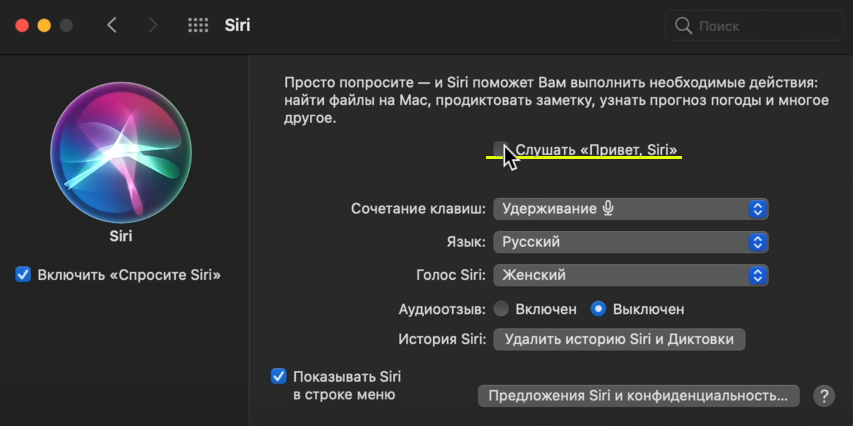 Siri
Поиск
Просто попросите — и Siri поможет Вам выполнить необходимые действия:
найти файлы на Mac, продиктовать заметку, узнать прогноз погоды и многое
другое.
Слушать «Привет, Siri»
Сочетание клавиш: Удерживание
Siri
Язык: Русский
Включить «Спросите Siri»
Голос Siri: Женский
Аудиоотзыв: Включен Выключен
История Siri: Удалить историю Siri и Диктовки
Показывать Siri
в строке меню
Предложения Siri и конфиденциальность... ?